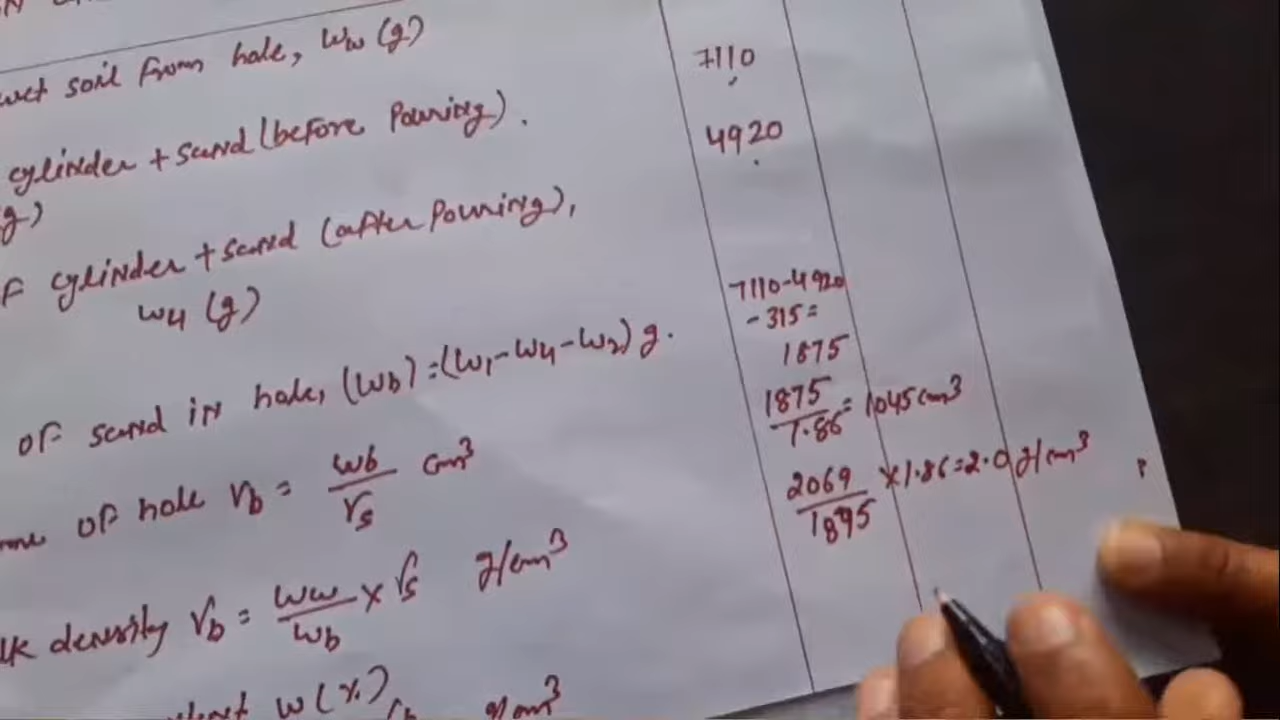 wet soil from hole, Ww (g)
7110
cylinder + sand (before Pouring).
4920
g)
F cylinder + sand (after Pouring),
W4 (g)
7110-4920
-315=
1875
of sand in hole, (Wb) = (W1-W4-W2) g.
1875/1.86 = 1045 cm³
of hole Vb = Wb/γs cm³
2069/1895 × 1.86 = 2.0 g/cm³
lk density γb = Ww/Wb × γs g/cm³
W (%)
g/cm³